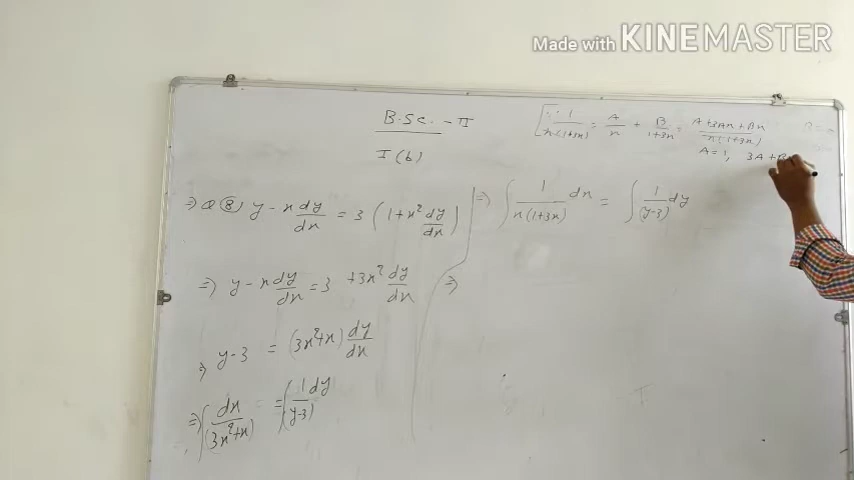 Made with KINEMASTER
B.Sc. - II
I (b)
⇒ Q (8) y - x dy/dx = 3 (1 + x² dy/dx)
⇒ y - x dy/dx = 3 + 3x² dy/dx
⇒ y-3 = (3x²+x) dy/dx
⇒ ∫ dx/(3x²+x) = ∫ 1/(y-3) dy
[∵ 1/x(1+3x) = A/x + B/1+3x = A+3Ax+Bx/x(1+3x)
A=1, 3A+B
⇒ ∫ 1/x(1+3x) dx = ∫ 1/(y-3) dy
⇒